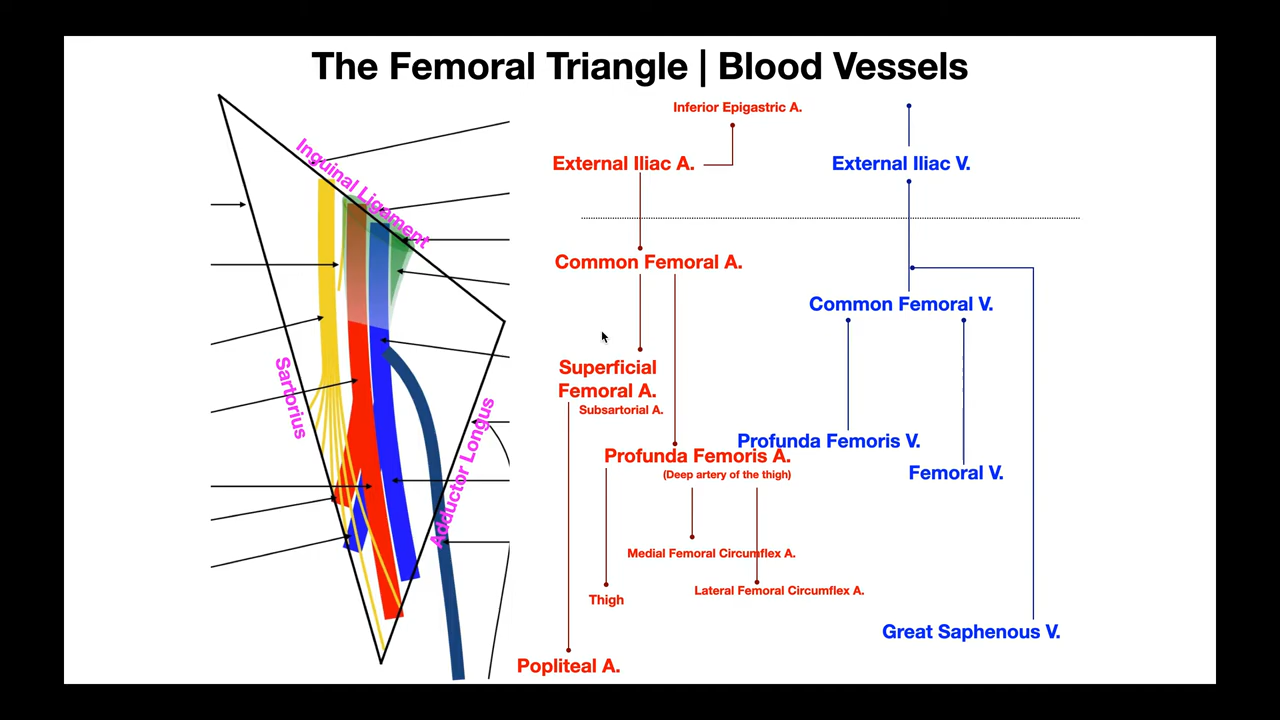 The Femoral Triangle | Blood Vessels
Inguinal Ligament
Sartorius
Adductor Longus
Inferior Epigastric A.
External Iliac A.
Common Femoral A.
Superficial
Femoral A.
Subsartorial A.
Profunda Femoris A.
(Deep artery of the thigh)
Medial Femoral Circumflex A.
Lateral Femoral Circumflex A.
Thigh
Popliteal A.
External Iliac V.
Common Femoral V.
Profunda Femoris V.
Femoral V.
Great Saphenous V.